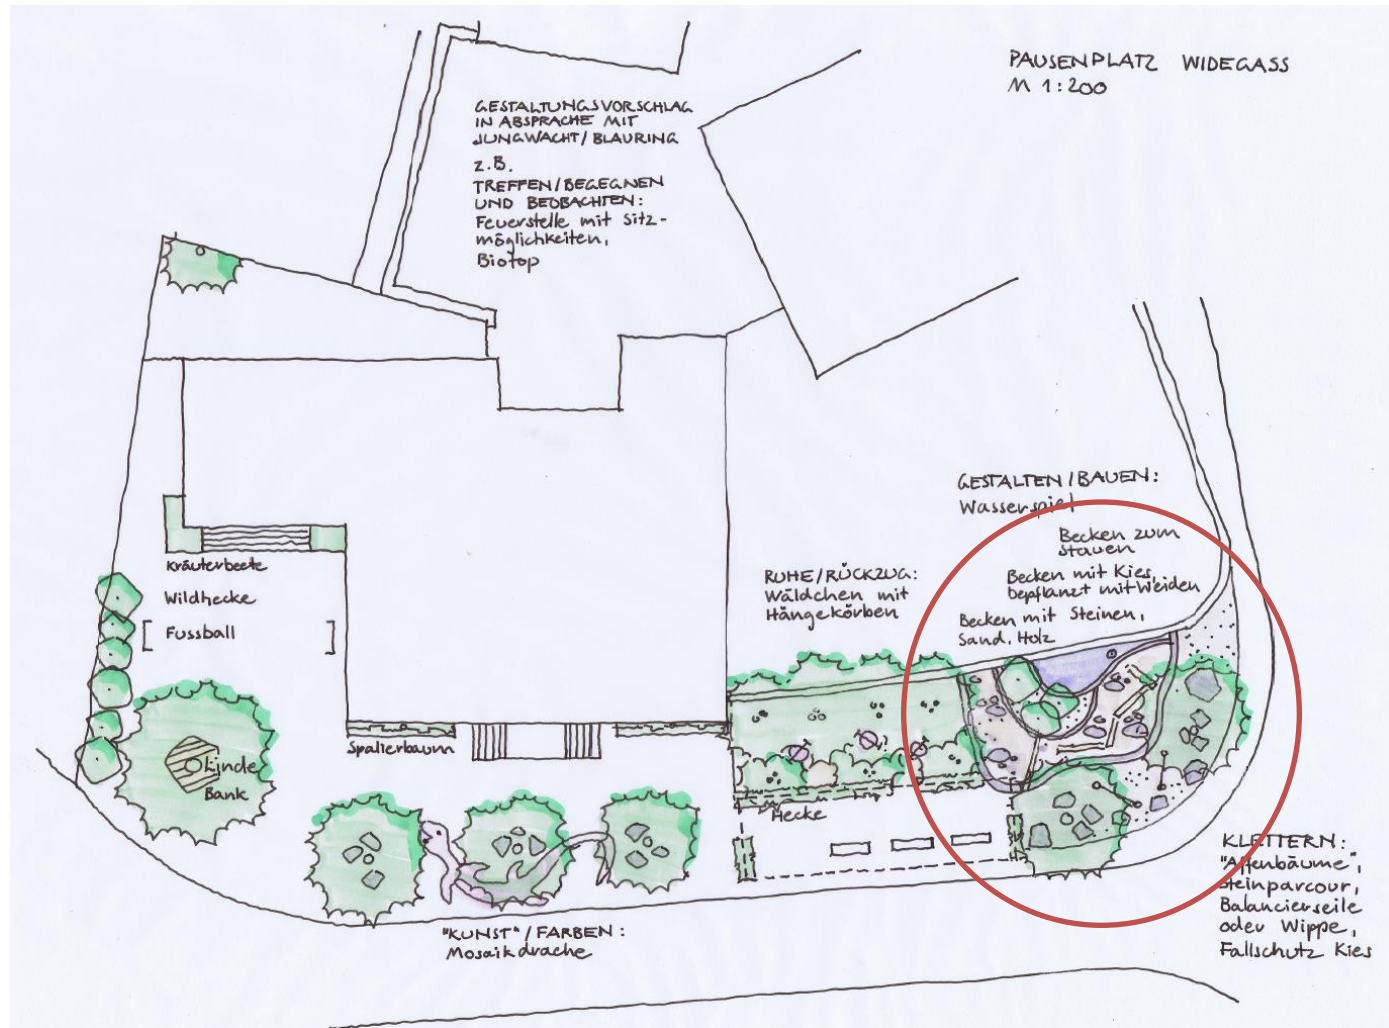 PAUSENPLATZ WIDEGASS
M 1:200
GESTALTUNGSVORSCHLAG
IN ABSPRACHE MIT
JUNGWACHT/BLAURING
z.B.
TREFFEN/BEGEGNEN
UND BEOBACHTEN:
Feuerstelle mit Sitz-
möglichkeiten,
Biotop
GESTALTEN/BAUEN:
Wasserspiel
Becken zum
Stauen
Becken mit Kies,
bepflanzt mit Weiden
Becken mit Steinen,
Sand, Holz
RUHE/RÜCKZUG:
Wäldchen mit
Hängekörben
Kräuterbeete
Wildhecke
Fussball
Spalierbaum
Linde
Bank
Hecke
"KUNST"/FARBEN:
Mosaikdrache
KLETTERN:
"Affenbäume",
Steinparcour,
Balancierseile
oder Wippe,
Fallschutz Kies